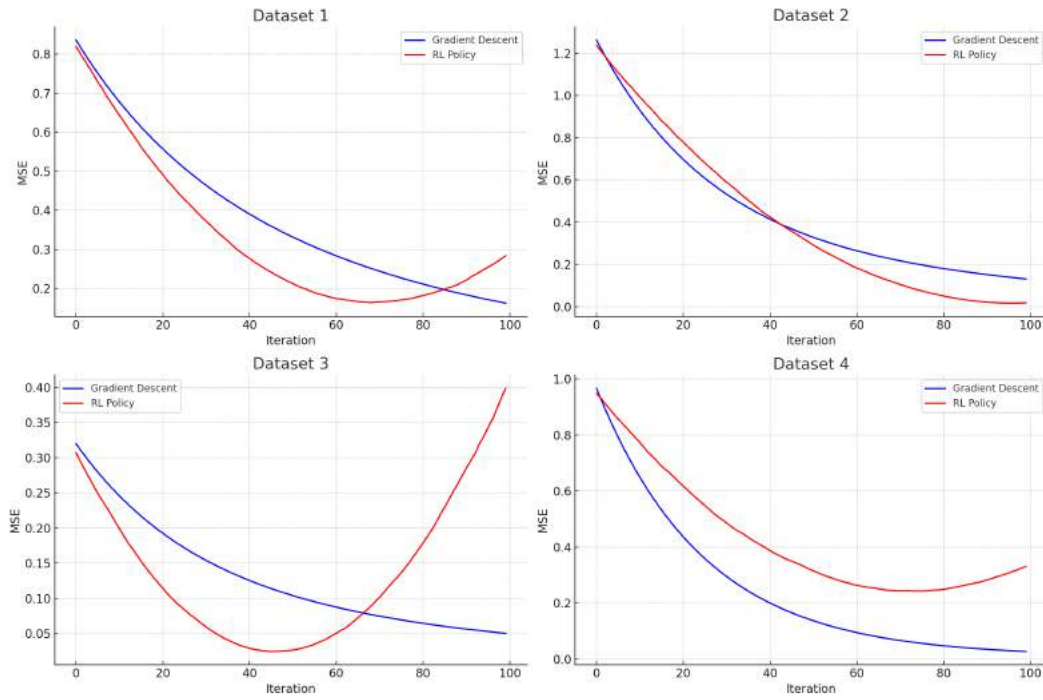 Dataset 1
Gradient Descent
RL Policy
MSE
0.8
0.7
0.6
0.5
0.4
0.3
0.2
0 20 40 60 80 100
Iteration
Dataset 2
Gradient Descent
RL Policy
MSE
1.2
1.0
0.8
0.6
0.4
0.2
0.0
0 20 40 60 80 100
Iteration
Dataset 3
Gradient Descent
RL Policy
MSE
0.40
0.35
0.30
0.25
0.20
0.15
0.10
0.05
0 20 40 60 80 100
Iteration
Dataset 4
Gradient Descent
RL Policy
MSE
1.0
0.8
0.6
0.4
0.2
0.0
0 20 40 60 80 100
Iteration